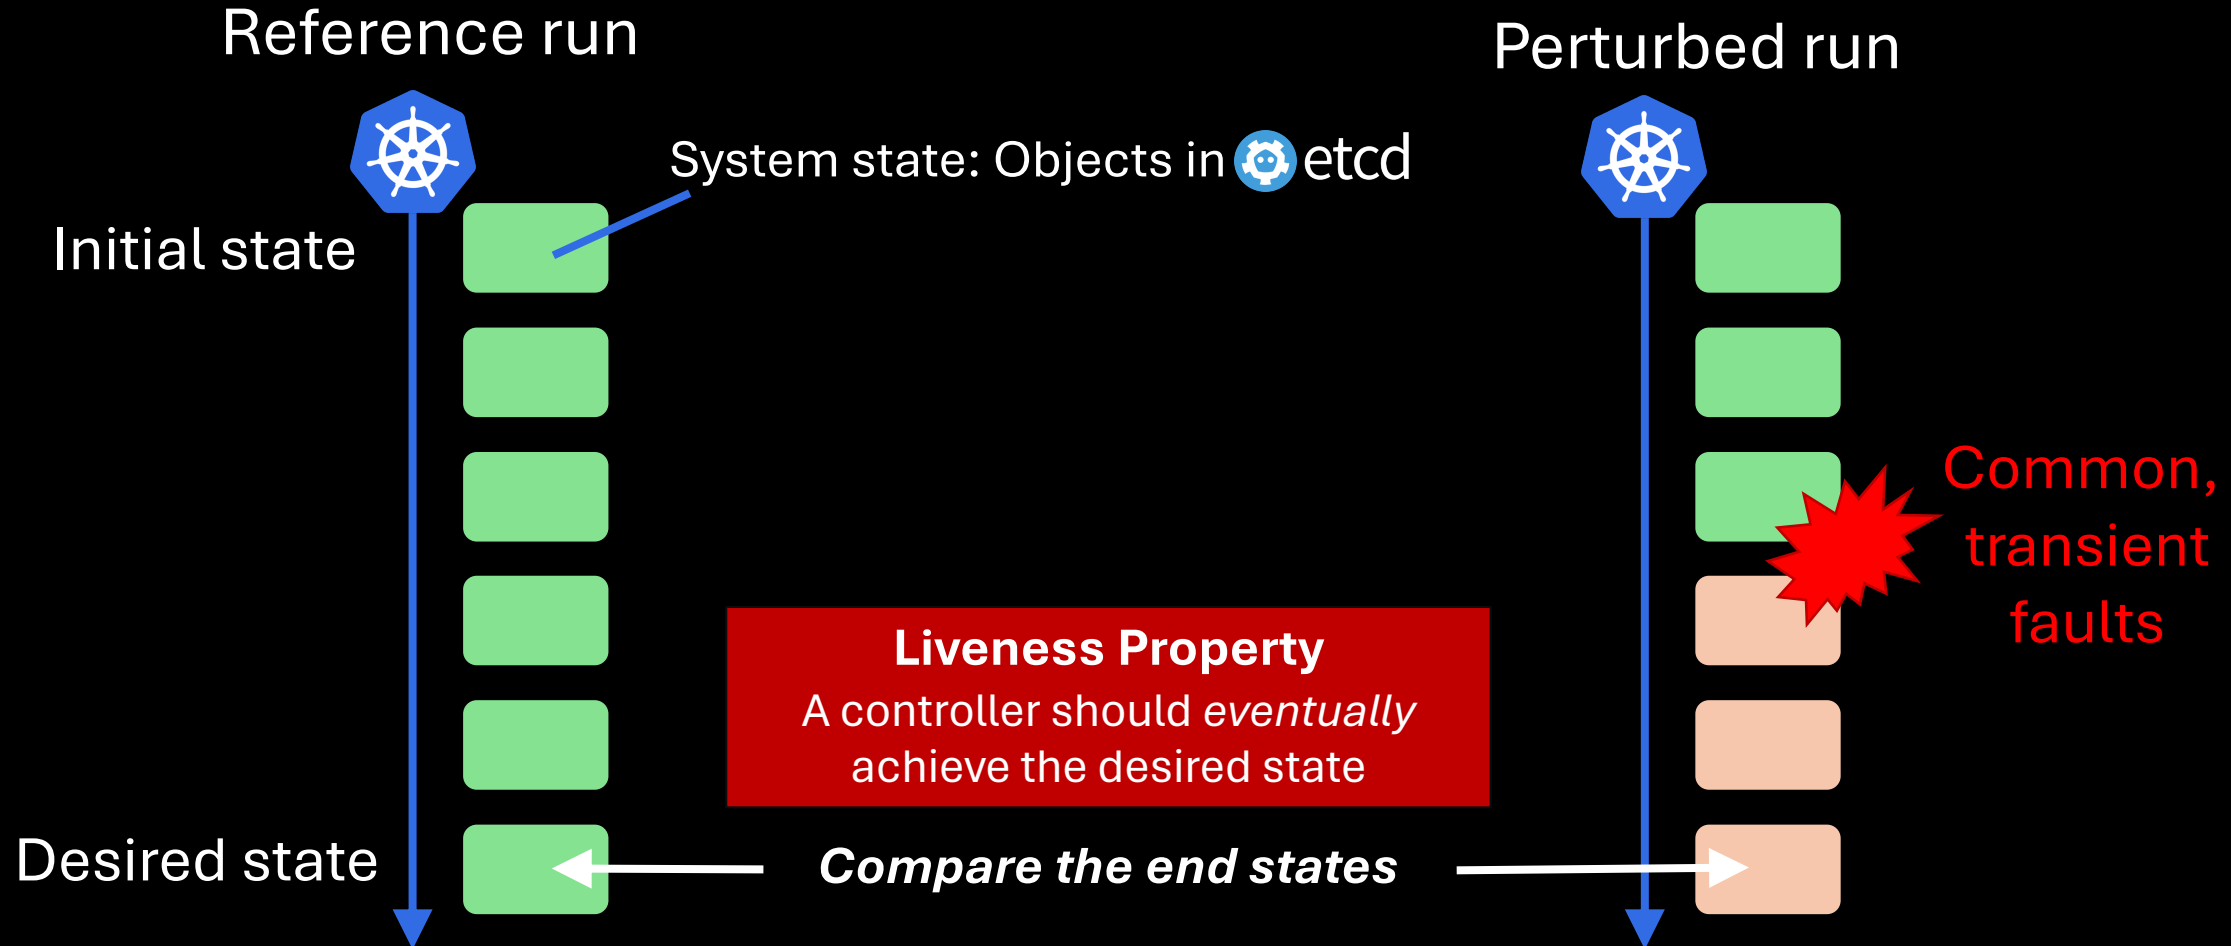 Reference run
Perturbed run
System state: Objects in etcd
Initial state
Common,
transient
faults
Liveness Property
A controller should eventually
achieve the desired state
Desired state
Compare the end states